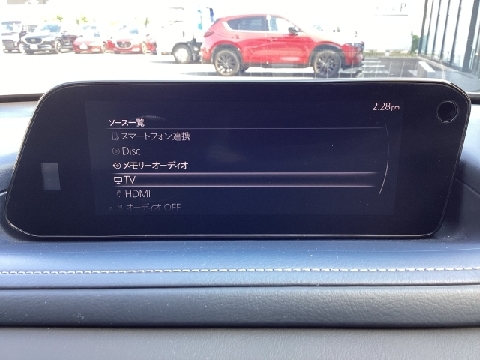 2:28pm
ソース一覧
スマートフォン連携
Disc
メモリーオーディオ
TV
HDMI
オーディオ OFF